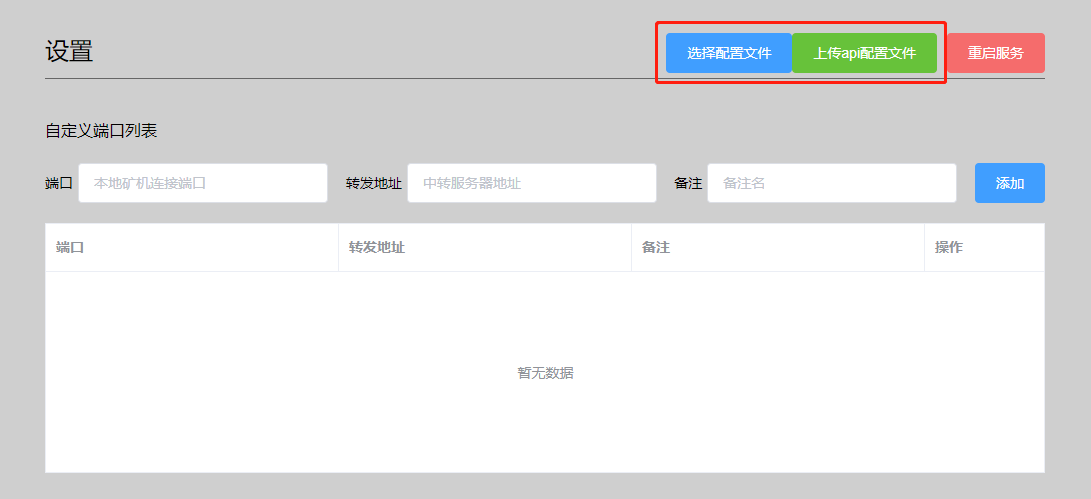 设置
选择配置文件 上传api配置文件 重启服务
自定义端口列表
端口 本地矿机连接端口 转发地址 中转服务器地址 备注 备注名 添加
端口 转发地址 备注 操作
暂无数据